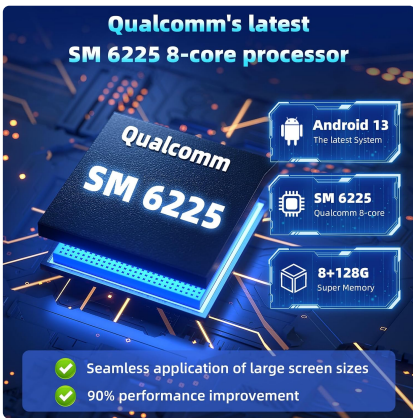 Qualcomm's latest
SM 6225 8-core processor
Qualcomm
SM 6225
Android 13
The latest System
SM 6225
Qualcomm 8-core
8+128G
Super Memory
Seamless application of large screen sizes
90% performance improvement